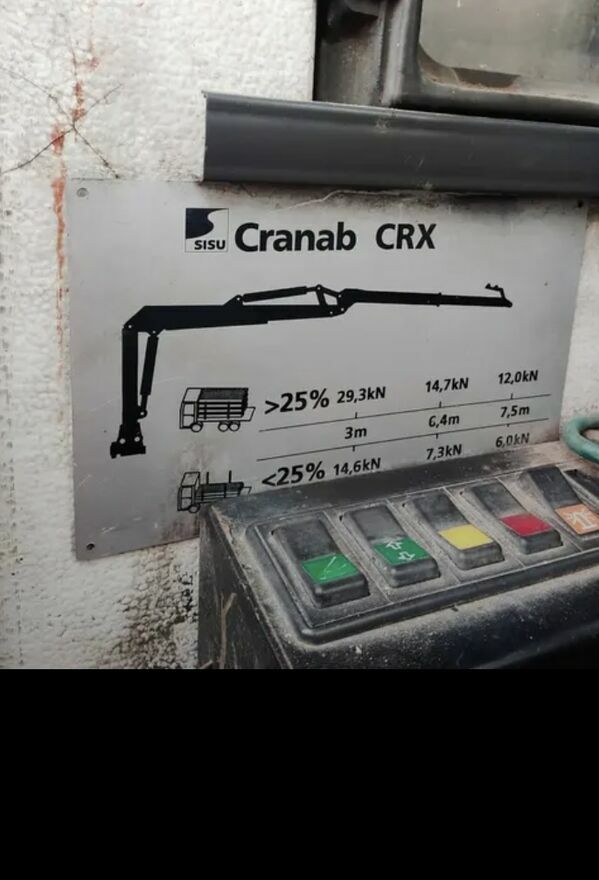 SISU Cranab CRX
>25% 29,3kN 14,7kN 12,0kN
3m 6,4m 7,5m
<25% 14,6kN 7,3kN 6,0kN